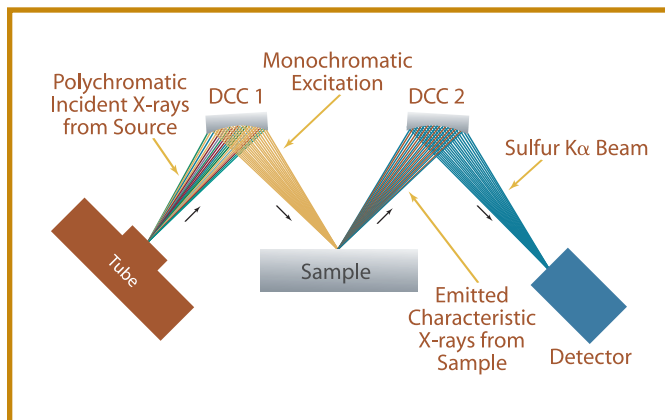 Polychromatic
Incident X-rays
from Source
DCC 1
Monochromatic
Excitation
DCC 2
Sulfur Kα Beam
Tube
Sample
Emitted
Characteristic
X-rays from
Sample
Detector